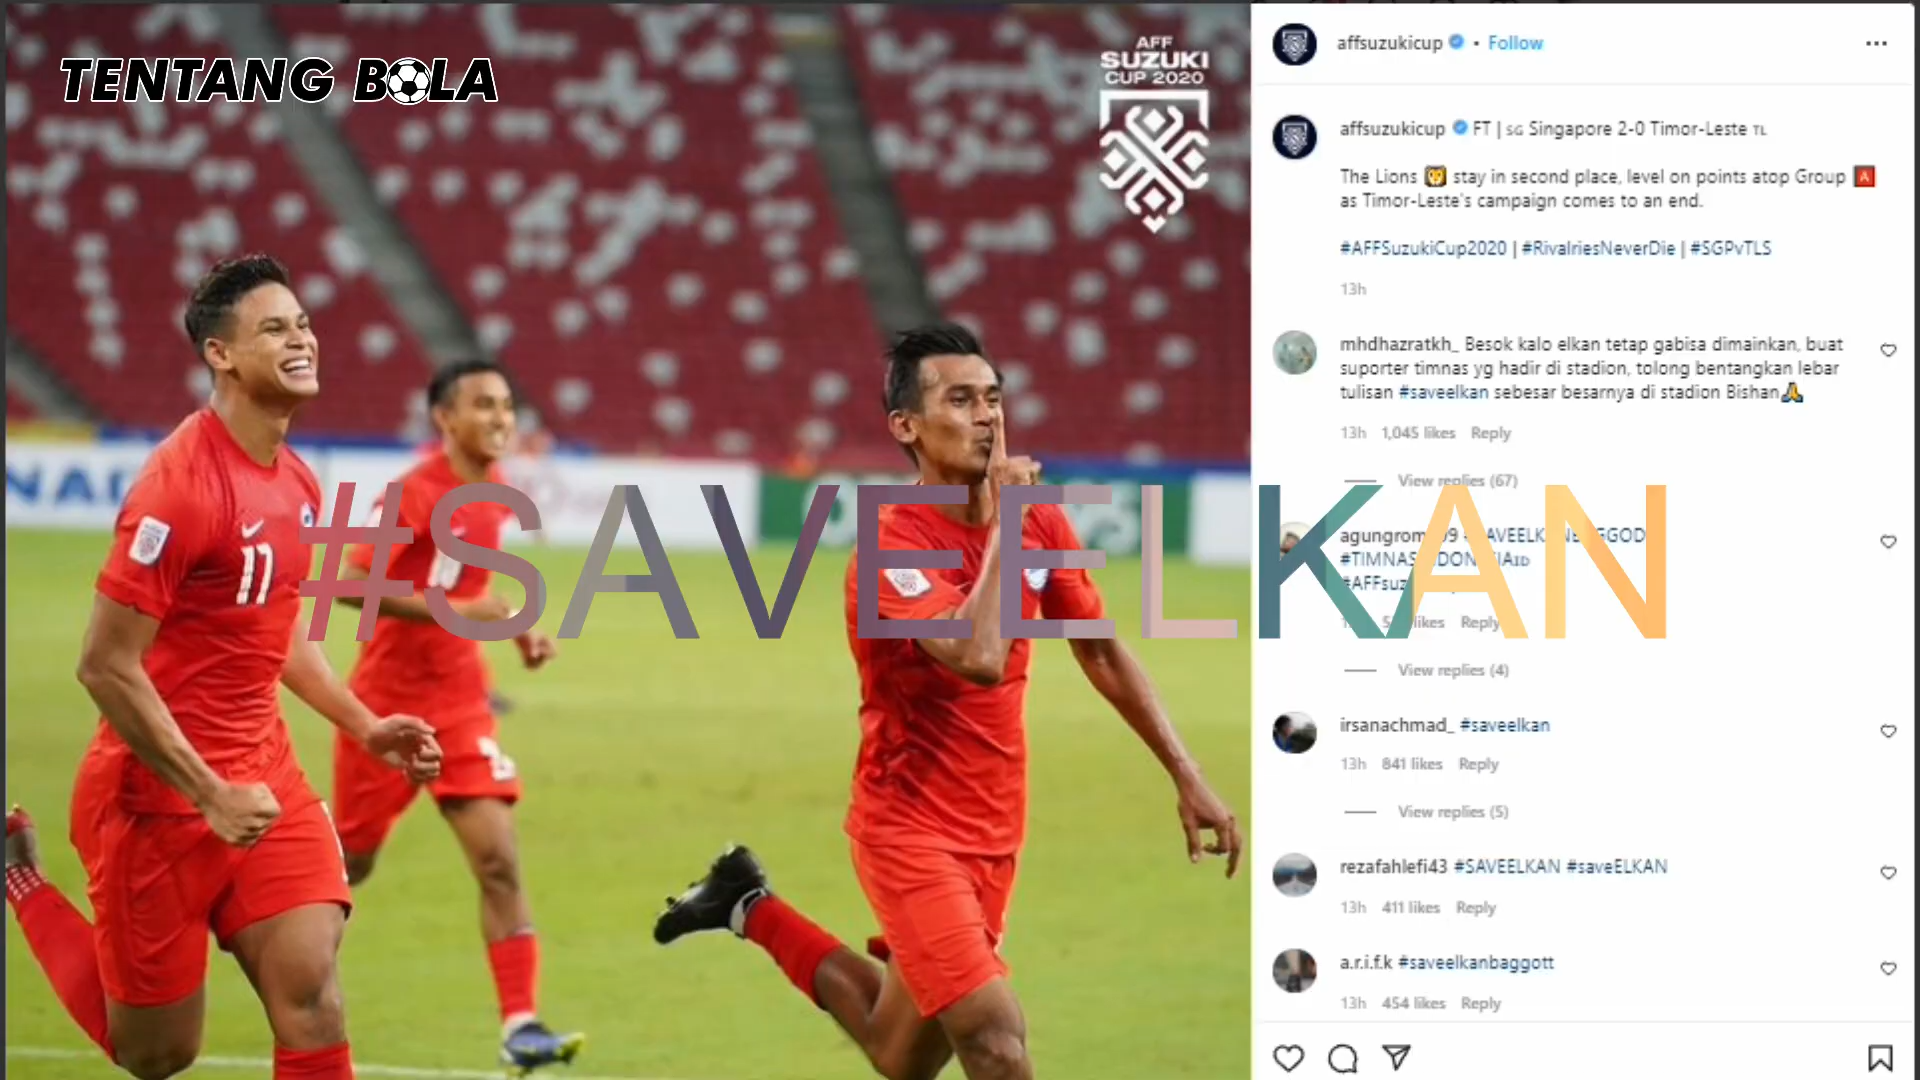 TENTANG BOLA
AFF
SUZUKI
CUP 2020
17
#SAVEELKAN
affsuzukicup • Follow
affsuzukicup FT | SG Singapore 2-0 Timor-Leste TL
The Lions 🦁 stay in second place, level on points atop Group 🅰
as Timor-Leste's campaign comes to an end.
#AFFSuzukiCup2020 | #RivalriesNeverDie | #SGPvTLS
13h
mhdhazratkh_ Besok kalo elkan tetap gabisa dimainkan, buat
suporter timnas yg hadir di stadion, tolong bentangkan lebar
tulisan #saveelkan sebesar besarnya di stadion Bishan🙏
13h 1,045 likes Reply
View replies (67)
likes Reply
View replies (4)
irsanachmad_ #saveelkan
13h 841 likes Reply
View replies (5)
rezafahlefi43 #SAVEELKAN #saveELKAN
13h 411 likes Reply
a.r.i.f.k #saveelkanbaggott
13h 454 likes Reply